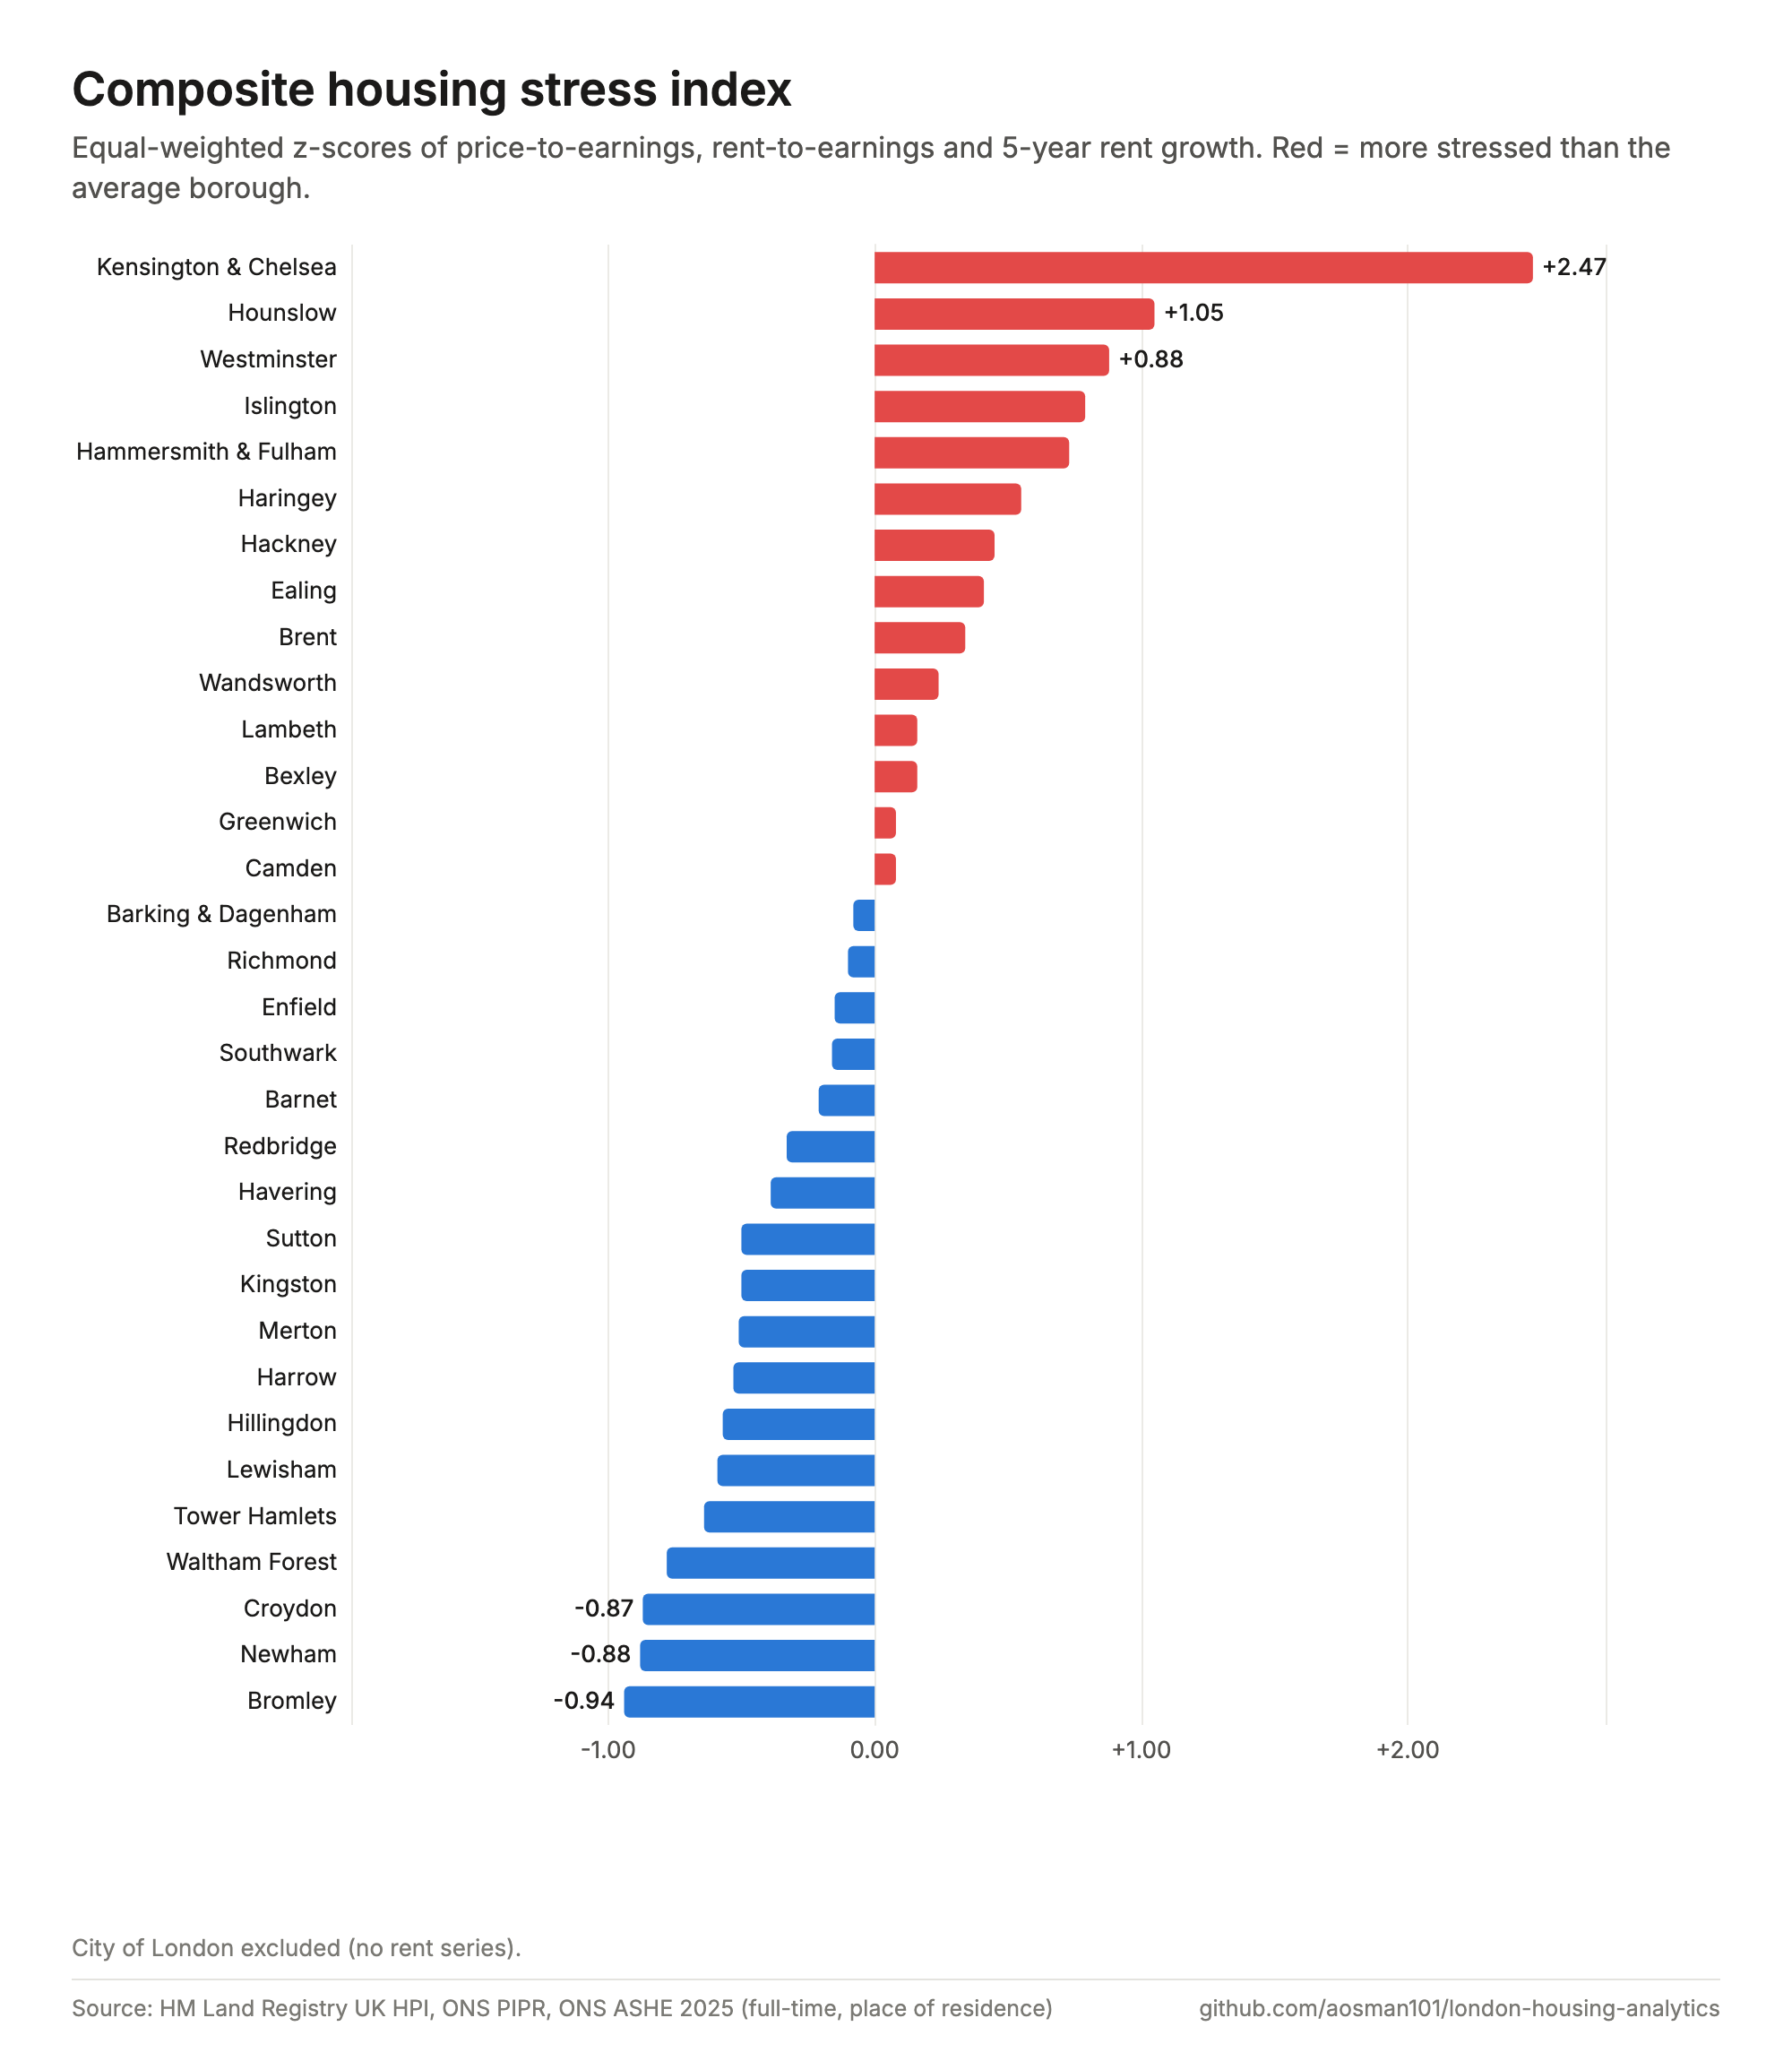 Composite housing stress index
Equal-weighted z-scores of price-to-earnings, rent-to-earnings and 5-year rent growth. Red = more stressed than the
average borough.
Kensington & Chelsea +2.47
Hounslow +1.05
Westminster +0.88
Islington
Hammersmith & Fulham
Haringey
Hackney
Ealing
Brent
Wandsworth
Lambeth
Bexley
Greenwich
Camden
Barking & Dagenham
Richmond
Enfield
Southwark
Barnet
Redbridge
Havering
Sutton
Kingston
Merton
Harrow
Hillingdon
Lewisham
Tower Hamlets
Waltham Forest
Croydon -0.87
Newham -0.88
Bromley -0.94
-1.00 0.00 +1.00 +2.00
City of London excluded (no rent series).
Source: HM Land Registry UK HPI, ONS PIPR, ONS ASHE 2025 (full-time, place of residence) github.com/aosman101/london-housing-analytics